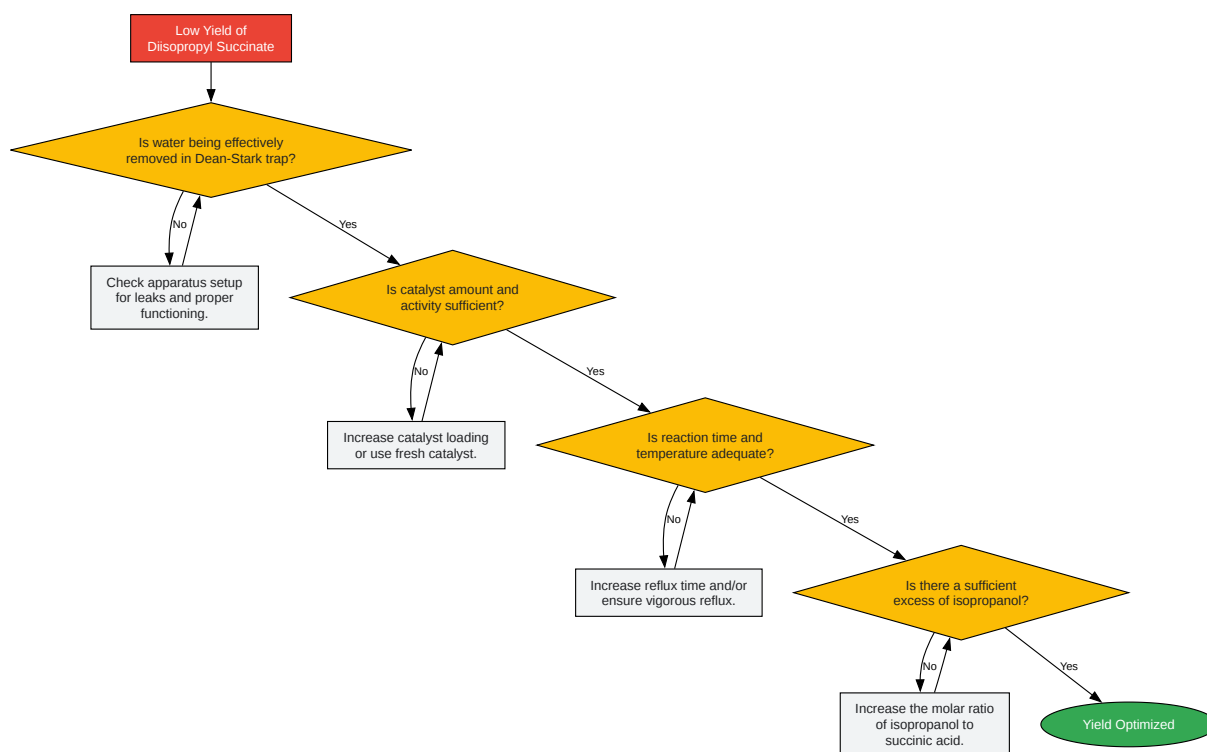 Low Yield of
Diisopropyl Succinate
Is water being effectively
removed in Dean-Stark trap?
No
Yes
Check apparatus setup
for leaks and proper
functioning.
Is catalyst amount and
activity sufficient?
No
Yes
Increase catalyst loading
or use fresh catalyst.
Is reaction time and
temperature adequate?
No
Yes
Increase reflux time and/or
ensure vigorous reflux.
Is there a sufficient
excess of isopropanol?
No
Yes
Increase the molar ratio
of isopropanol to
succinic acid.
Yield Optimized